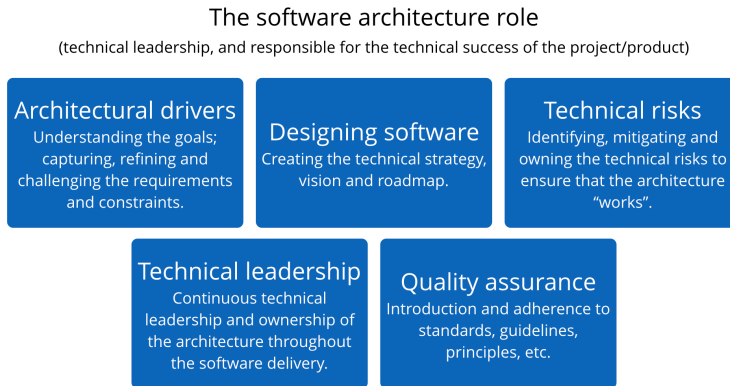 The software architecture role
(technical leadership, and responsible for the technical success of the project/product)
Architectural drivers
Understanding the goals;
capturing, refining and
challenging the requirements
and constraints.
Designing software
Creating the technical strategy,
vision and roadmap.
Technical risks
Identifying, mitigating and
owning the technical risks to
ensure that the architecture
“works”.
Technical leadership
Continuous technical
leadership and ownership of
the architecture throughout
the software delivery.
Quality assurance
Introduction and adherence to
standards, guidelines,
principles, etc.